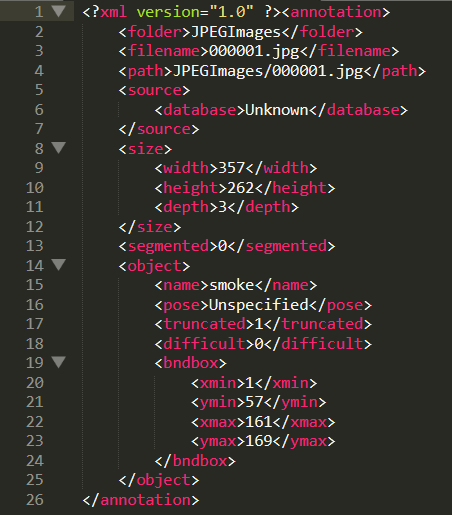 1 <?xml version="1.0" ?><annotation>
2 <folder>JPEGImages</folder>
3 <filename>000001.jpg</filename>
4 <path>JPEGImages/000001.jpg</path>
5 <source>
6 <database>Unknown</database>
7 </source>
8 <size>
9 <width>357</width>
10 <height>262</height>
11 <depth>3</depth>
12 </size>
13 <segmented>0</segmented>
14 <object>
15 <name>smoke</name>
16 <pose>Unspecified</pose>
17 <truncated>1</truncated>
18 <difficult>0</difficult>
19 <bndbox>
20 <xmin>1</xmin>
21 <ymin>57</ymin>
22 <xmax>161</xmax>
23 <ymax>169</ymax>
24 </bndbox>
25 </object>
26 </annotation>